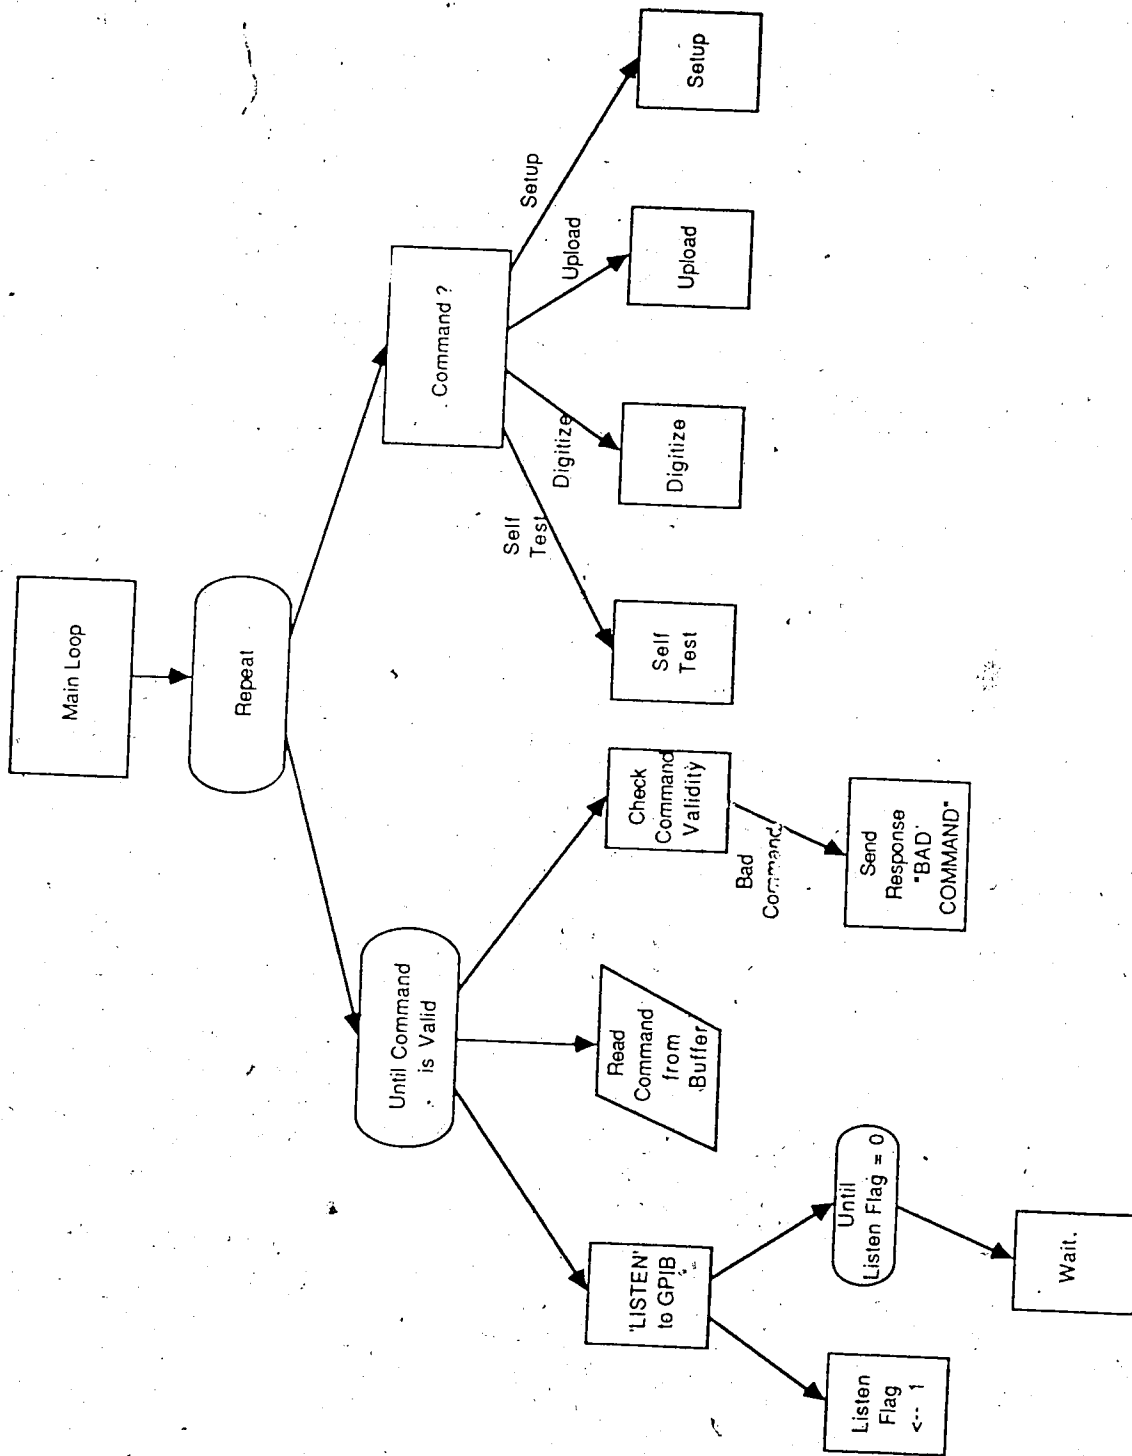 Main Loop
Repeat
Until Command
is Valid
Command ?
'LISTEN'
to GPIB
Read
Command
from
Buffer
Check
Command
Validity
Self
Test
Digitize
Upload
Setup
Self
Test
Digitize
Upload
Setup
Bad
Command
Listen
Flag
<-- 1
Until
Listen Flag = 0
Send
Response
"BAD
COMMAND"
Wait.